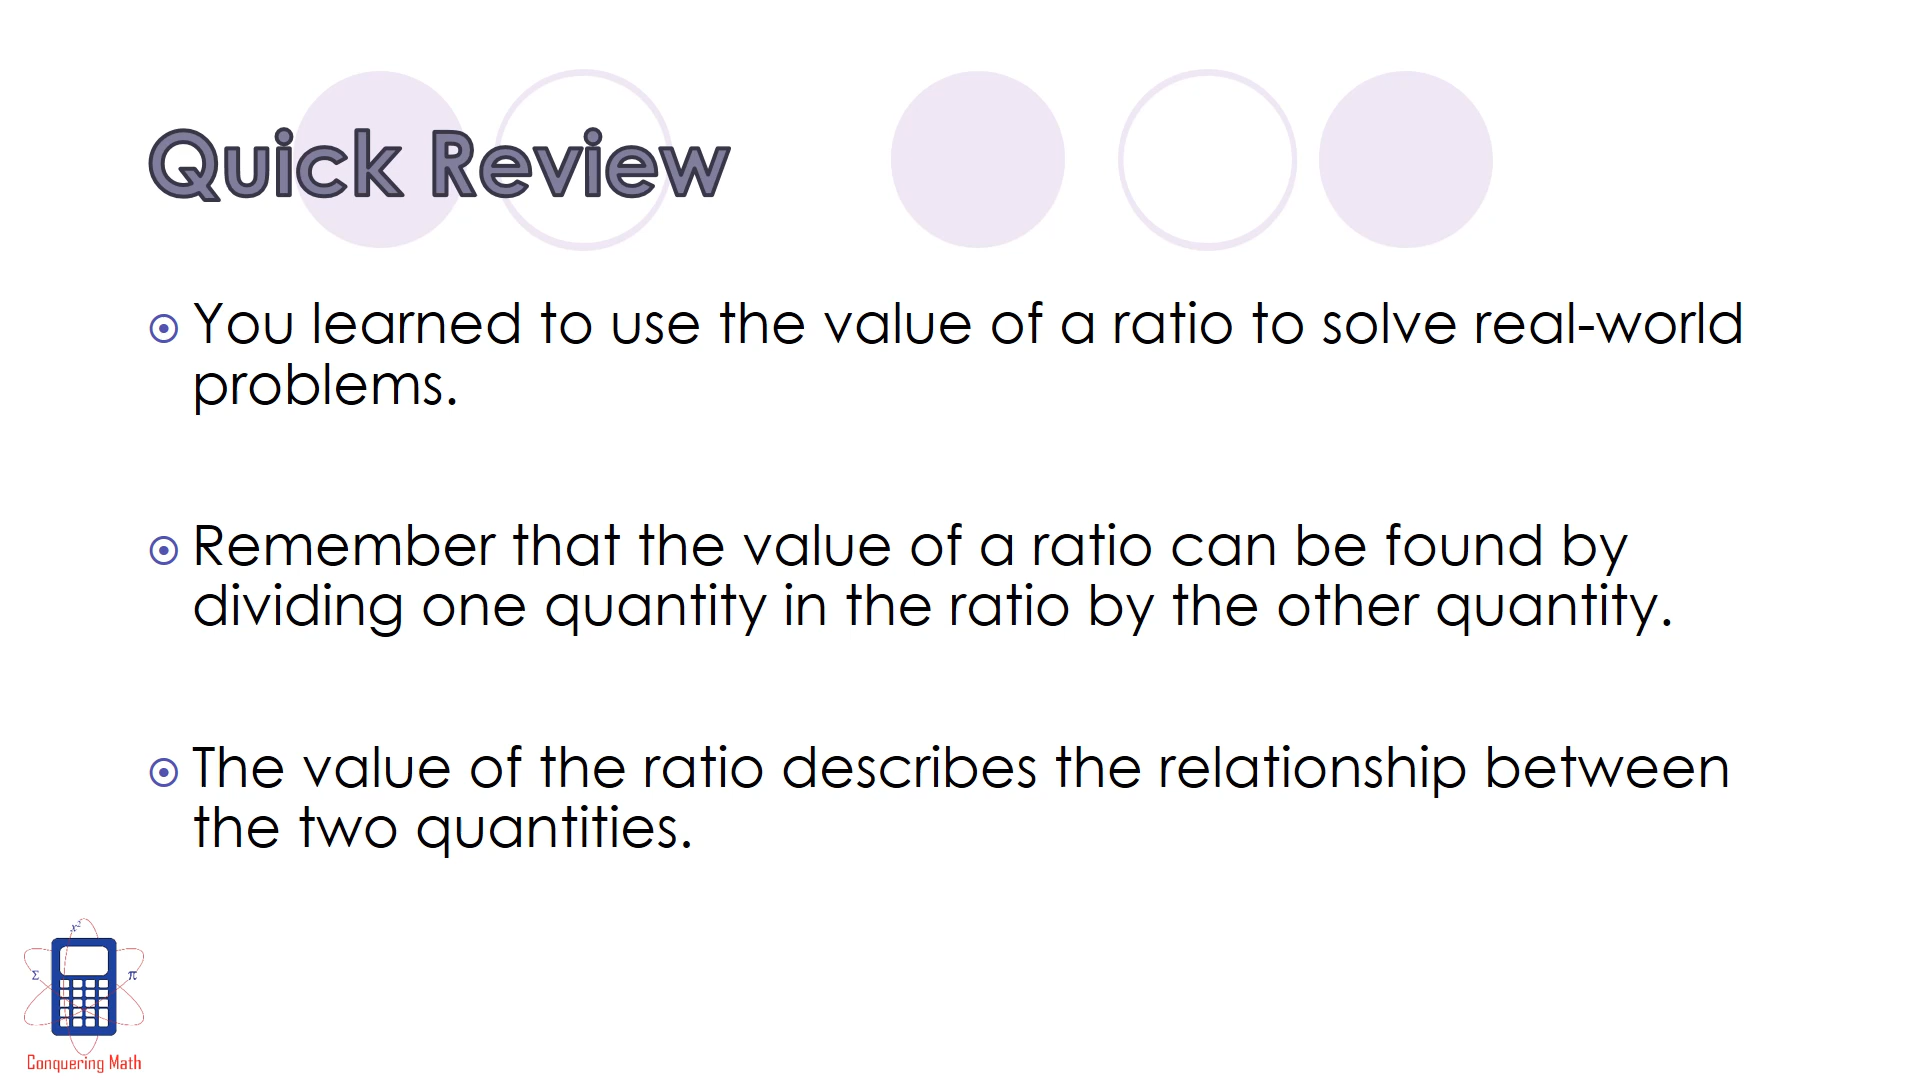 Quick Review
You learned to use the value of a ratio to solve real-world
problems.
Remember that the value of a ratio can be found by
dividing one quantity in the ratio by the other quantity.
The value of the ratio describes the relationship between
the two quantities.
x²
Σ
π
Conquering Math